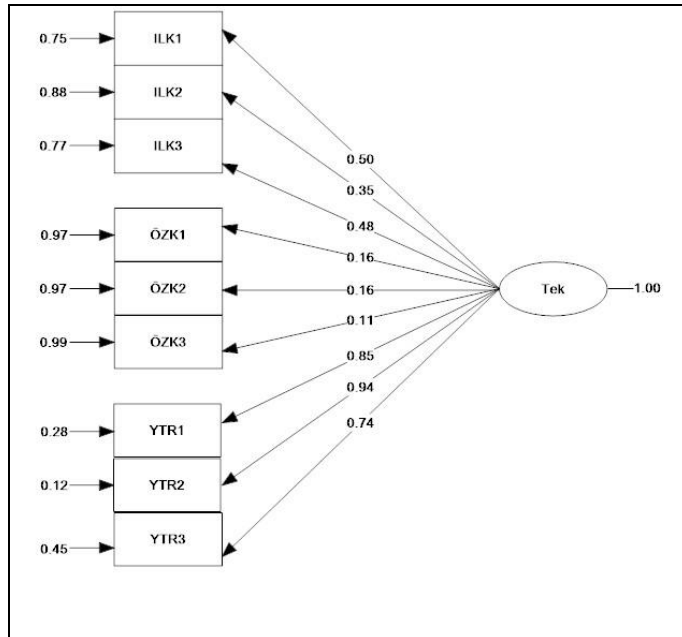 0.75 ILK1
0.88 ILK2
0.77 ILK3
0.50
0.35
0.48
0.97 ÖZK1
0.16
0.97 ÖZK2
0.16
Tek 1.00
0.99 ÖZK3
0.11
0.85
0.94
0.74
0.28 YTR1
0.12 YTR2
0.45 YTR3